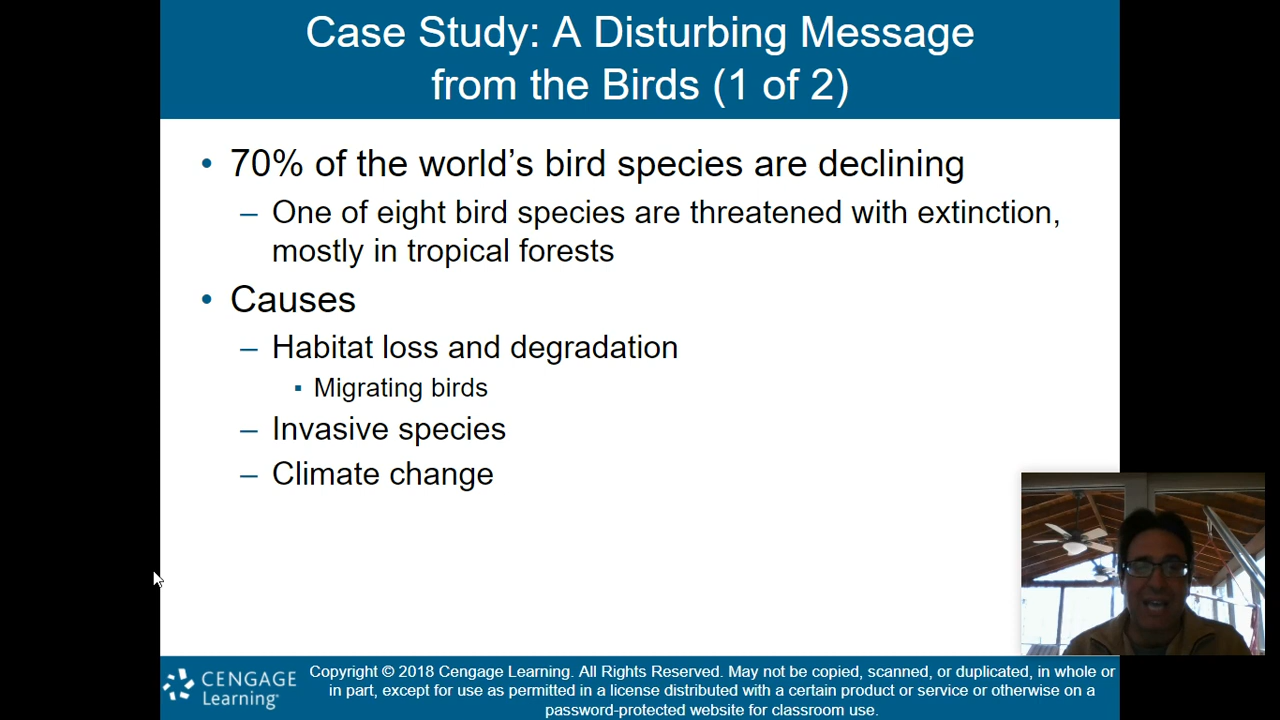 Case Study: A Disturbing Message
from the Birds (1 of 2)
• 70% of the world's bird species are declining
– One of eight bird species are threatened with extinction,
mostly in tropical forests
• Causes
– Habitat loss and degradation
▪ Migrating birds
– Invasive species
– Climate change
CENGAGE
Learning
Copyright © 2018 Cengage Learning. All Rights Reserved. May not be copied, scanned, or duplicated, in whole or
in part, except for use as permitted in a license distributed with a certain product or service or otherwise on a
password-protected website for classroom use.